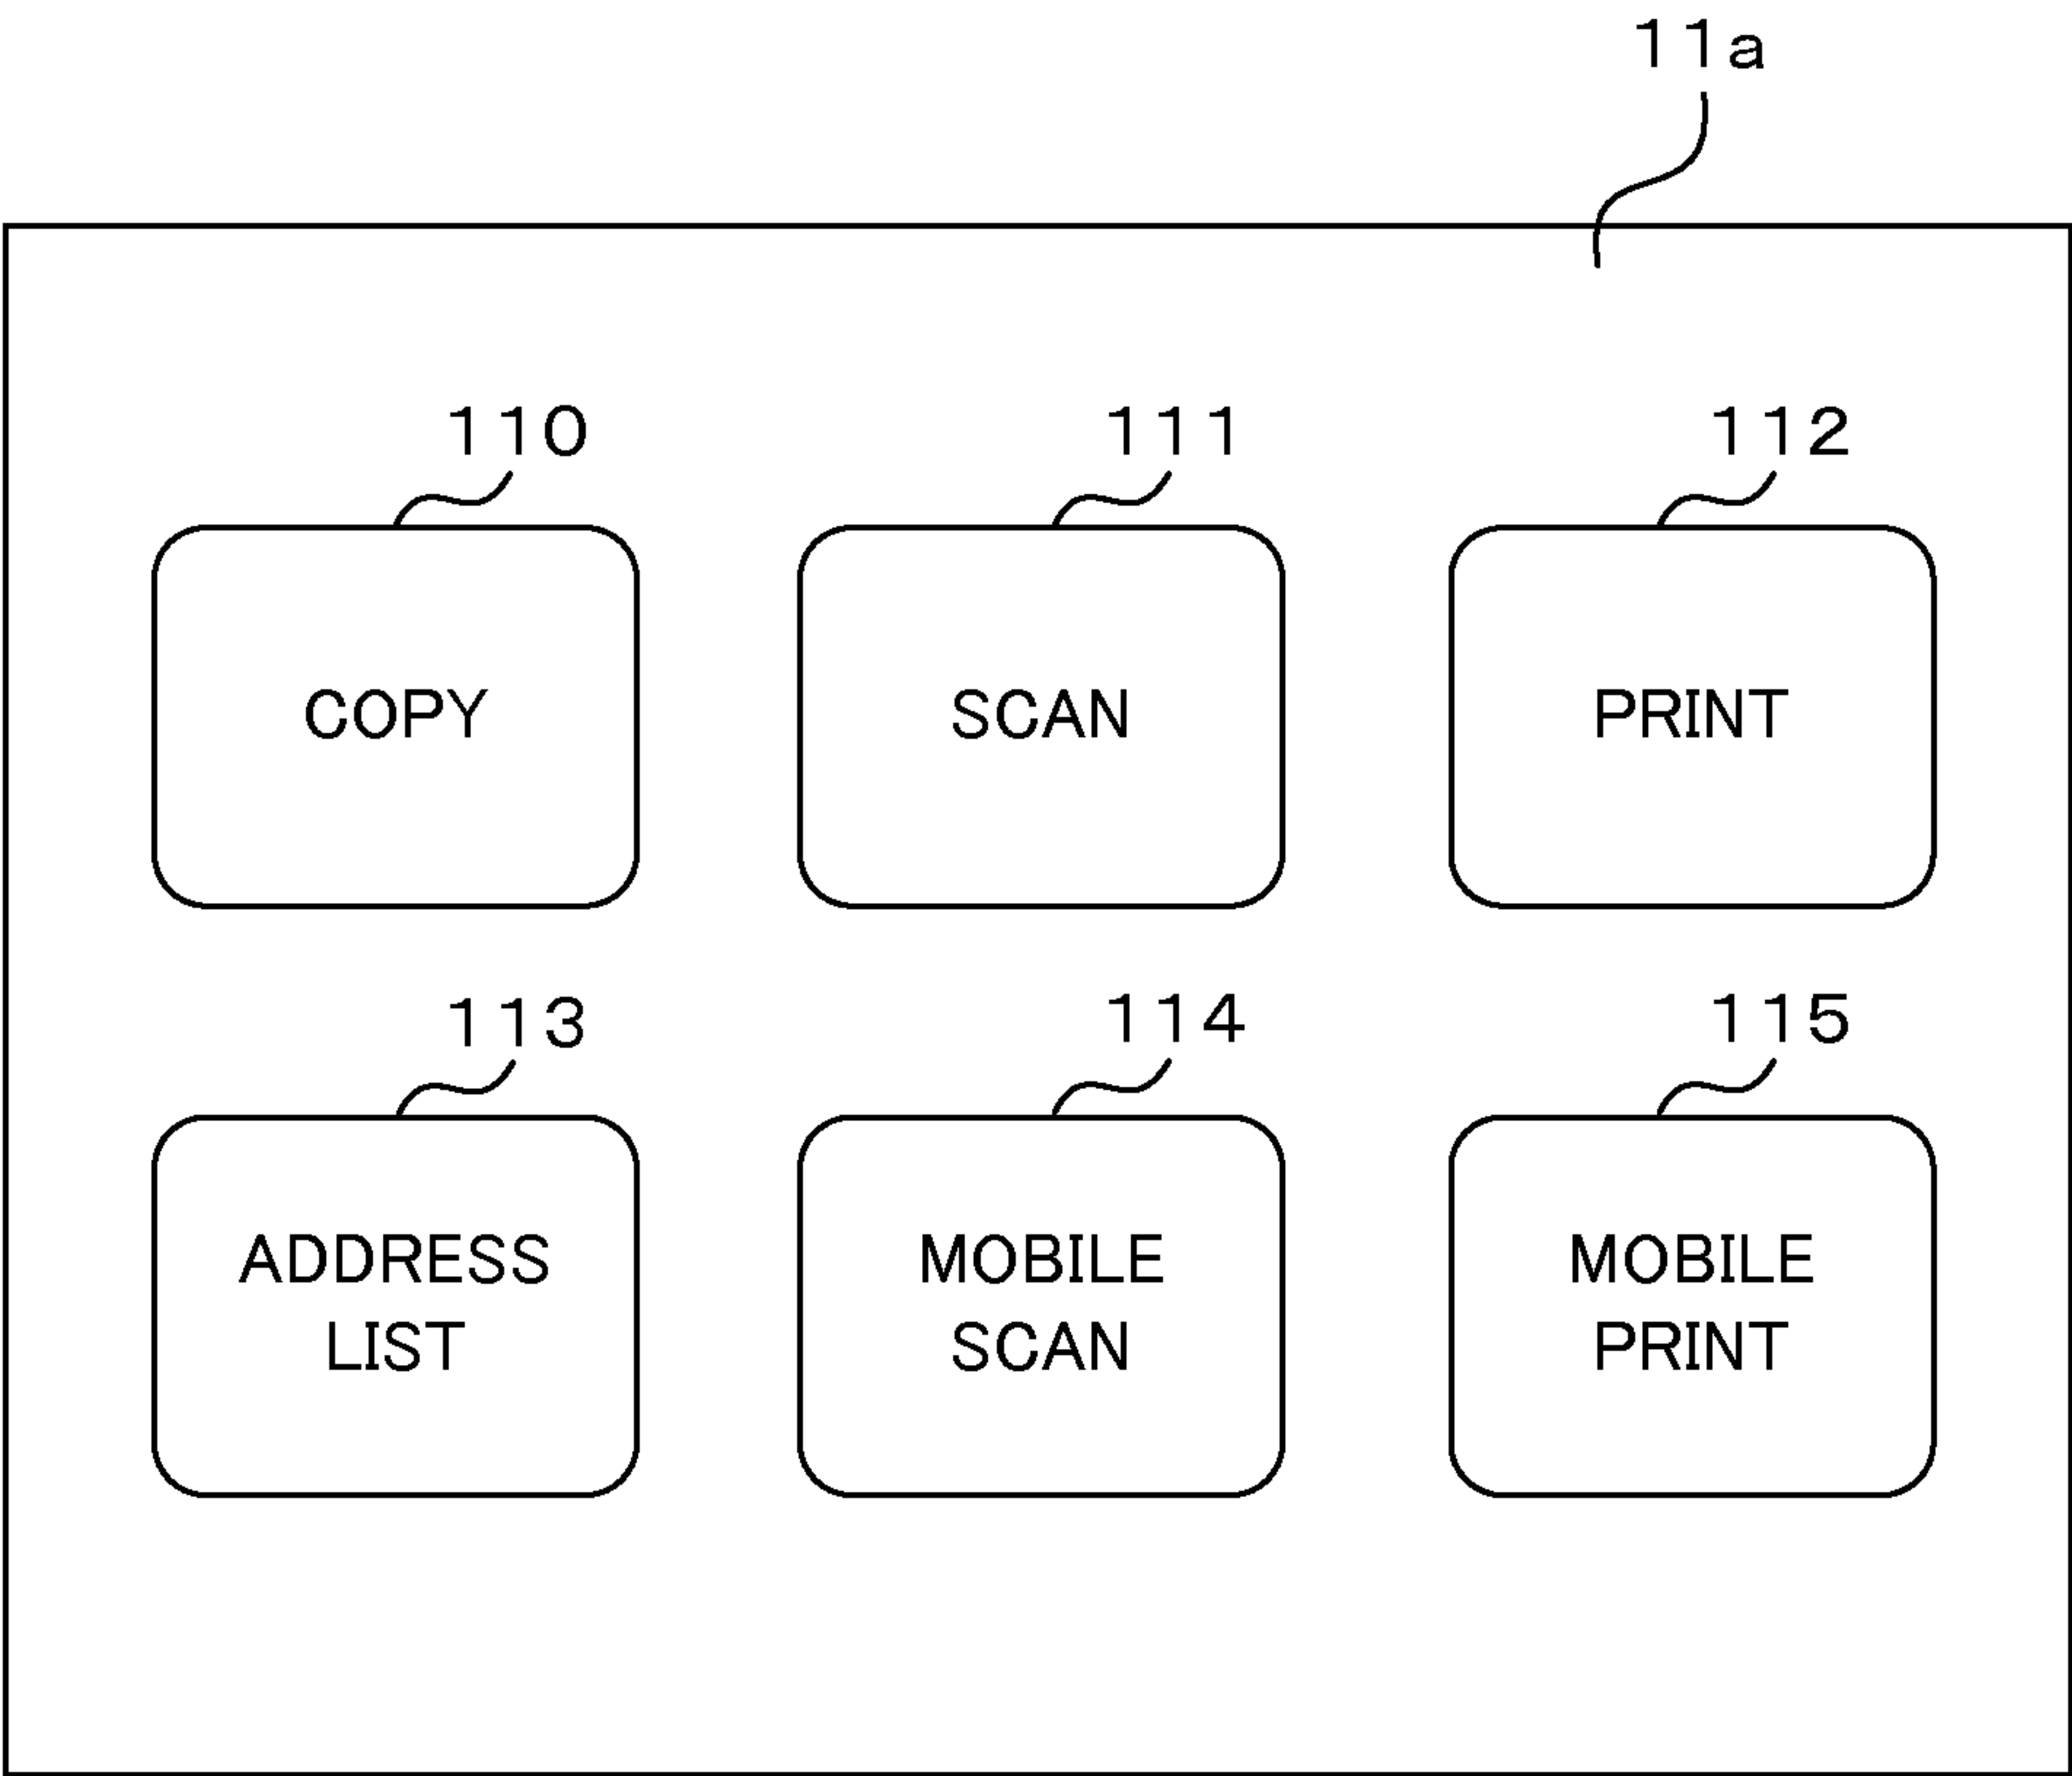 11a
110
111
112
COPY
SCAN
PRINT
113
114
115
ADDRESS
LIST
MOBILE
SCAN
MOBILE
PRINT